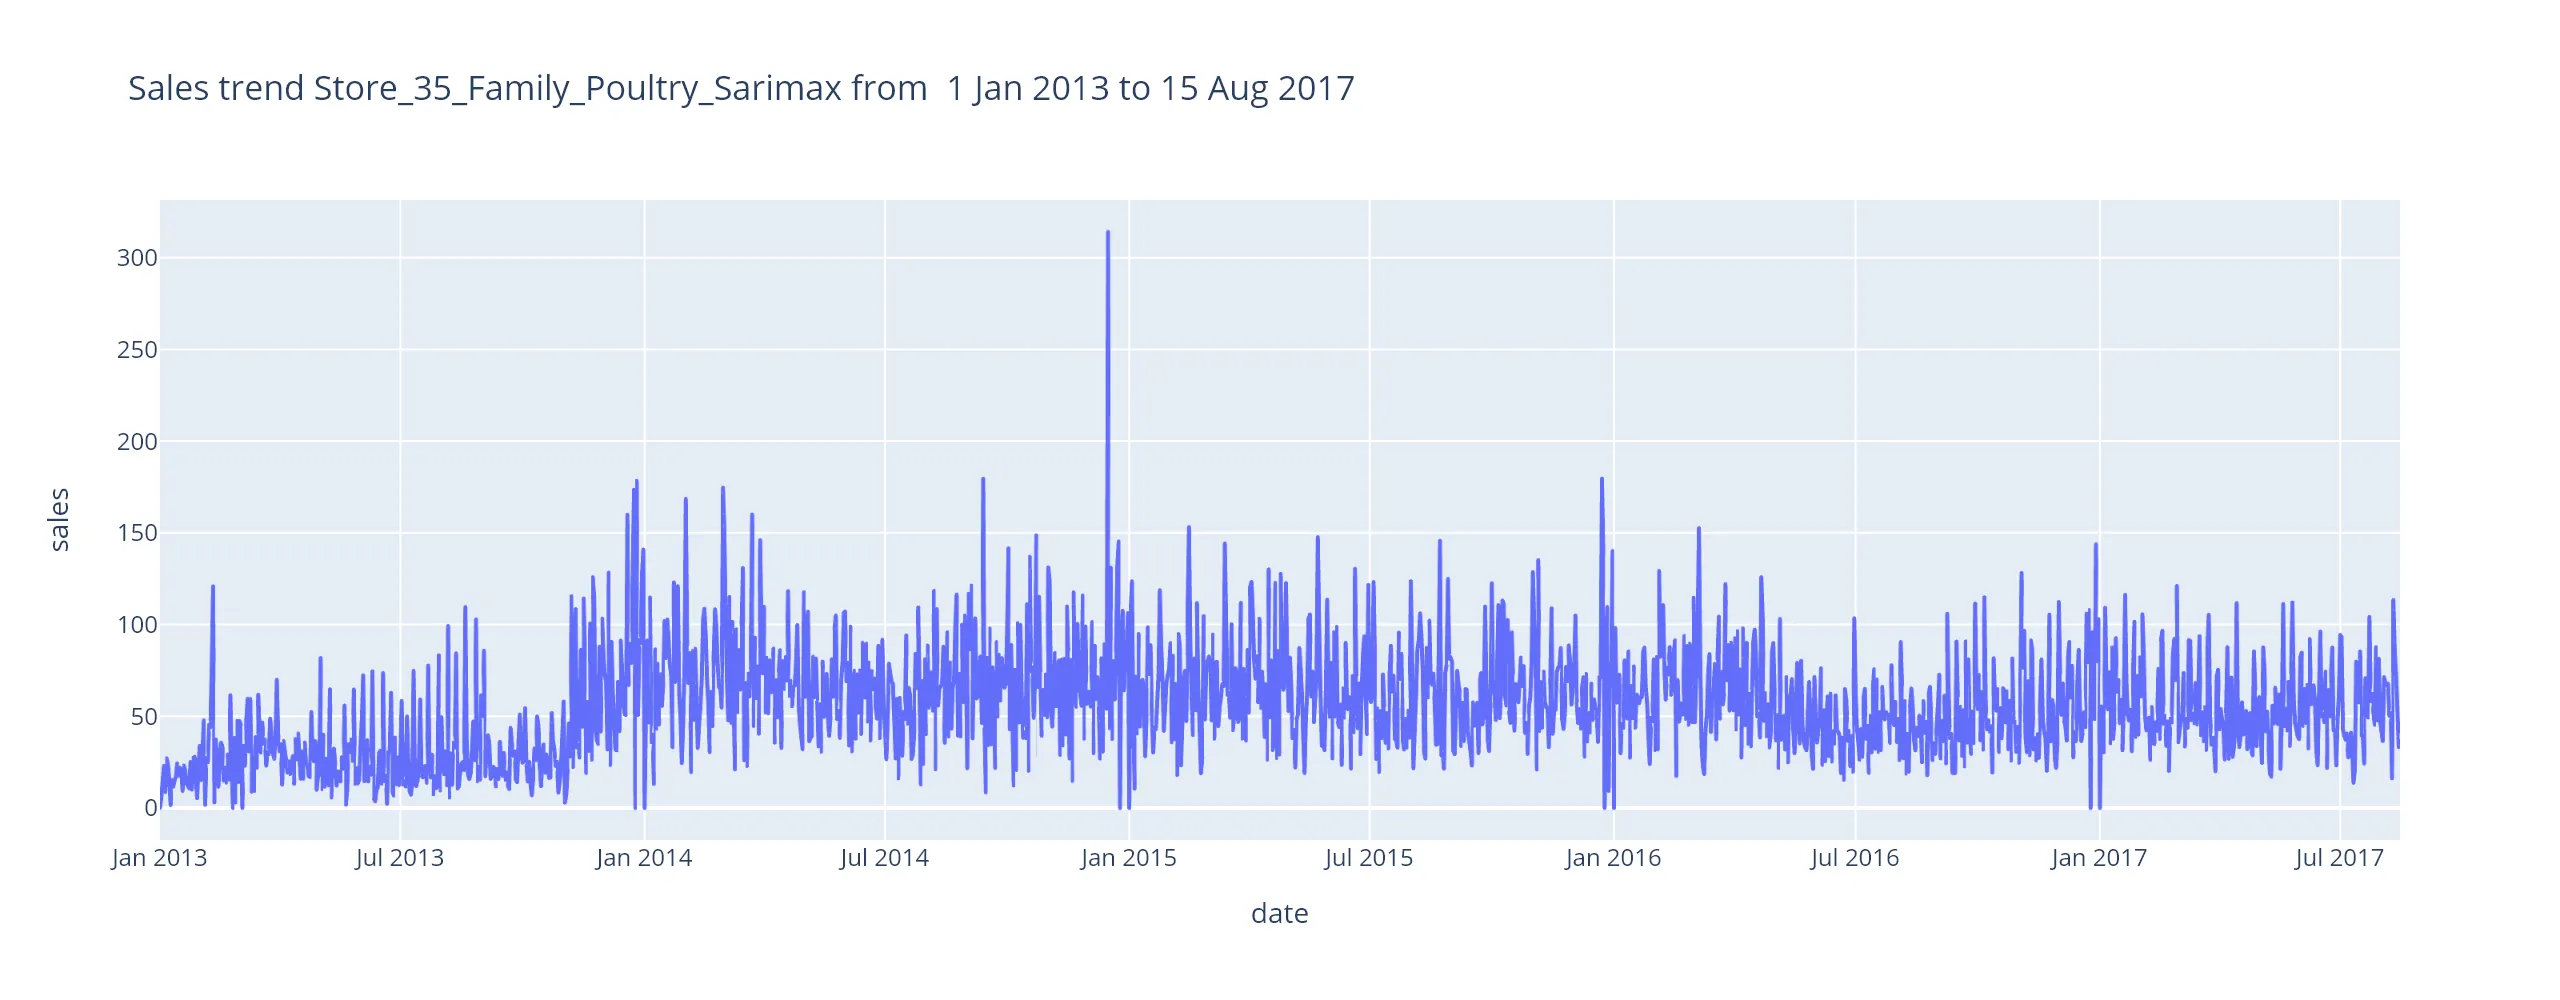 Sales trend Store_35_Family_Poultry_Sarimax from  1 Jan 2013 to 15 Aug 2017
300
250
200
150
100
50
0
sales
Jan 2013 Jul 2013 Jan 2014 Jul 2014 Jan 2015 Jul 2015 Jan 2016 Jul 2016 Jan 2017 Jul 2017
date